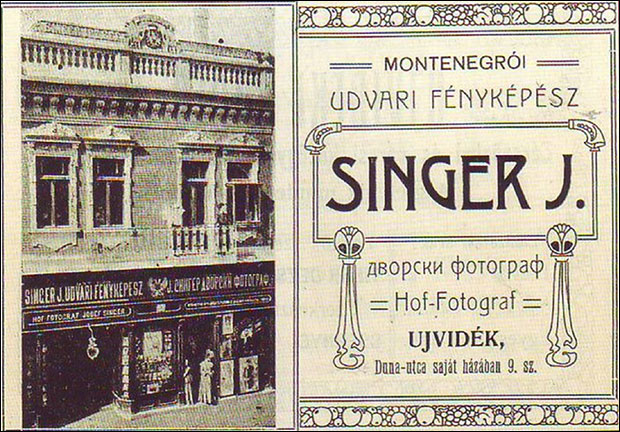 SINGER J. UDVARI FÉNYKÉPÉSZ
J. СИНГЕР ДВОРСКИ ФОТОГРАФ
HOF-FOTOGRAF JOSEF SINGER
MONTENEGRÓI
UDVARI FÉNYKÉPÉSZ
SINGER J.
дворски фотограф
Hof-Fotograf
UJVIDÉK,
Duna-utca saját házában 9. sz.